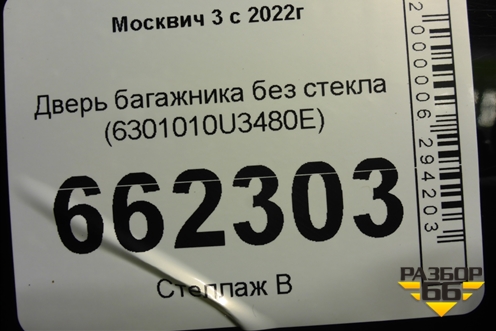 Москвич 3 с 2022г
Дверь багажника без стекла
(6301010U3480E)
662303
Стеллаж В
2000006294203
РАЗБОР
66